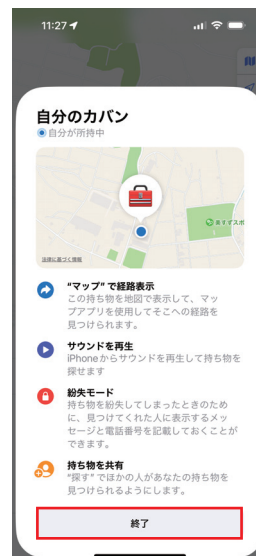 11:27
自分のカバン
自分が所持中
法律に基づく情報
“マップ”で経路表示
この持ち物を地図で表示して、マッ
プアプリを使用してそこへの経路を
見つけられます。
サウンドを再生
iPhoneからサウンドを再生して持ち物を
探せます
紛失モード
持ち物を紛失してしまったときのため
に、見つけてくれた人に表示するメッ
セージと電話番号を記載しておくことが
できます。
持ち物を共有
“探す”でほかの人があなたの持ち物を
見つけられるようにします。
終了